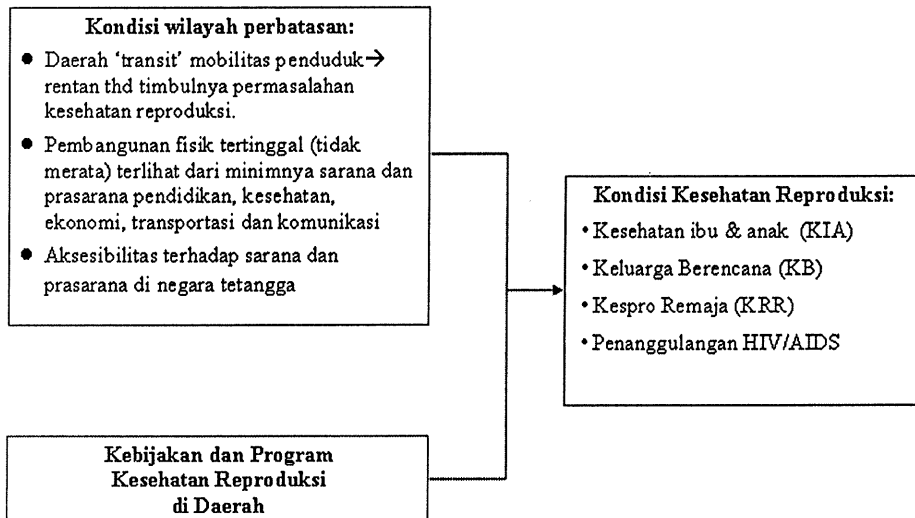 Kondisi wilayah perbatasan:
● Daerah ‘transit’ mobilitas penduduk→
rentan thd timbulnya permasalahan
kesehatan reproduksi.
● Pembangunan fisik tertinggal (tidak
merata) terlihat dari minimnya sarana dan
prasarana pendidikan, kesehatan,
ekonomi, transportasi dan komunikasi
● Aksesibilitas terhadap sarana dan
prasarana di negara tetangga
Kondisi Kesehatan Reproduksi:
• Kesehatan ibu & anak (KIA)
• Keluarga Berencana (KB)
• Kespro Remaja (KRR)
• Penanggulangan HIV/AIDS
Kebijakan dan Program
Kesehatan Reproduksi
di Daerah